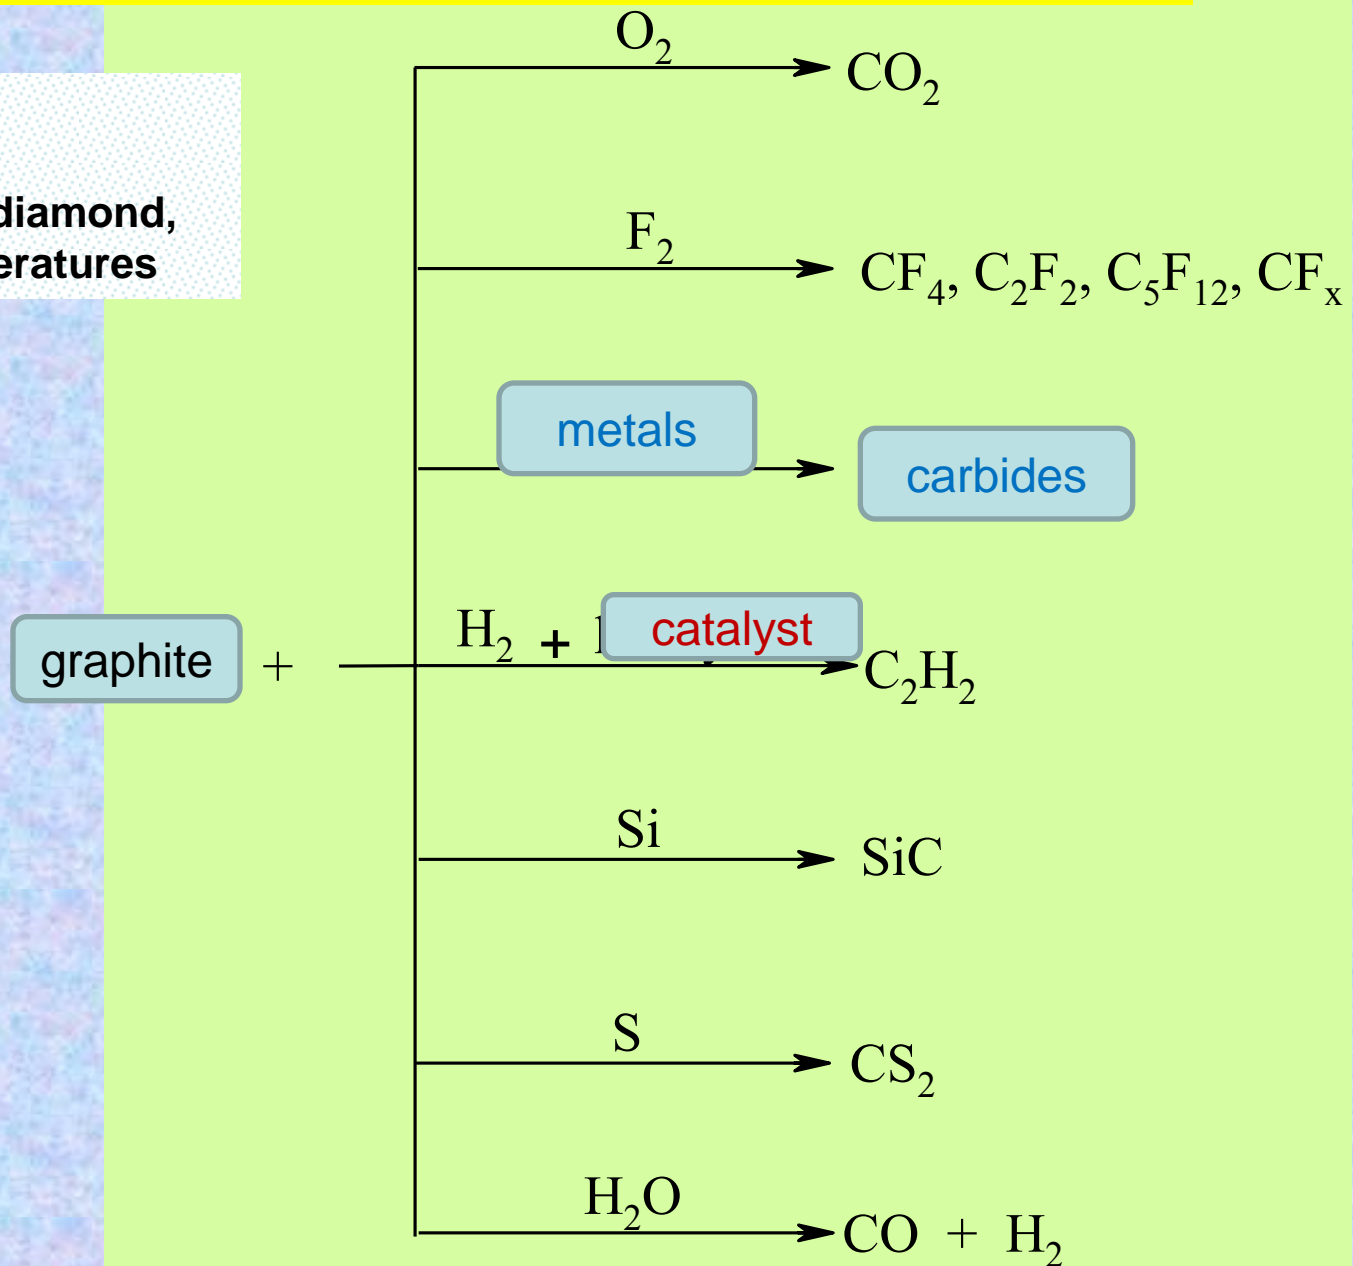 O₂
CO₂
diamond,
F₂
CF₄, C₂F₂, C₅F₁₂, CFₓ
metals
carbides
H₂ + catalyst
graphite +
C₂H₂
Si
SiC
S
CS₂
H₂O
CO + H₂